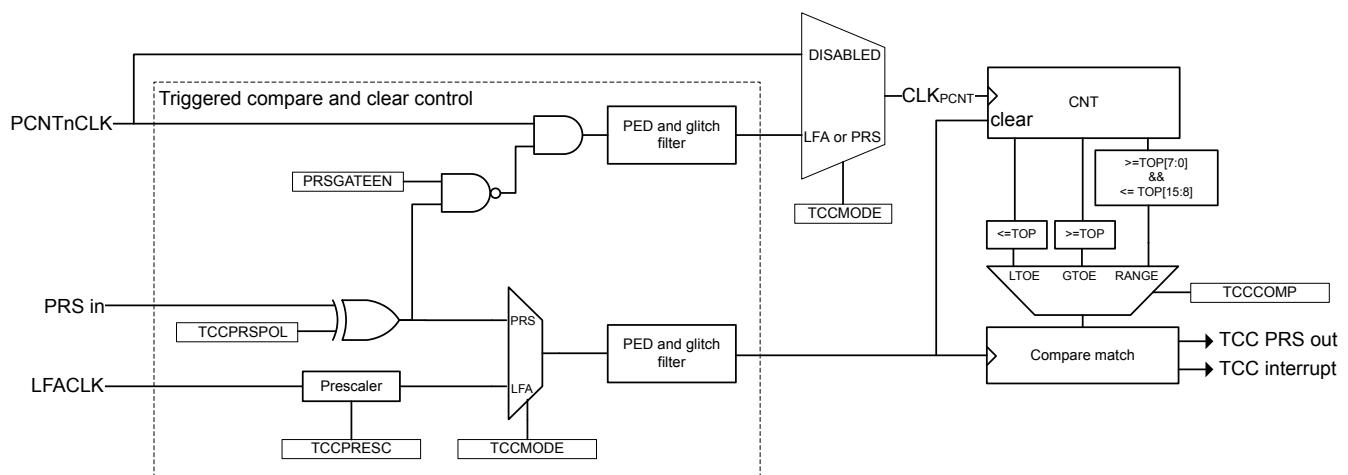 DISABLED
Triggered compare and clear control
PCNTnCLK
PED and glitch
filter
LFA or PRS
CLKPCNT
CNT
clear
>=TOP[7:0]
&&
<= TOP[15:8]
PRSGATEEN
TCCMODE
<=TOP
>=TOP
LTOE
GTOE
RANGE
TCCCOMP
PRS in
TCCPRSPOL
PRS
PED and glitch
filter
Compare match
TCC PRS out
TCC interrupt
LFACLK
Prescaler
LFA
TCCPRESC
TCCMODE